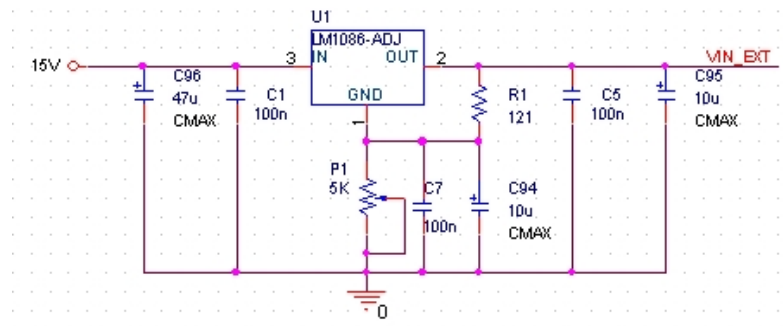 U1
LM1086-ADJ
15V
3
IN
OUT
2
VIN_EXT
C96
47u
CMAX
C1
100n
GND
1
R1
121
C5
100n
C95
10u
CMAX
P1
5K
C7
100n
C94
10u
CMAX
0